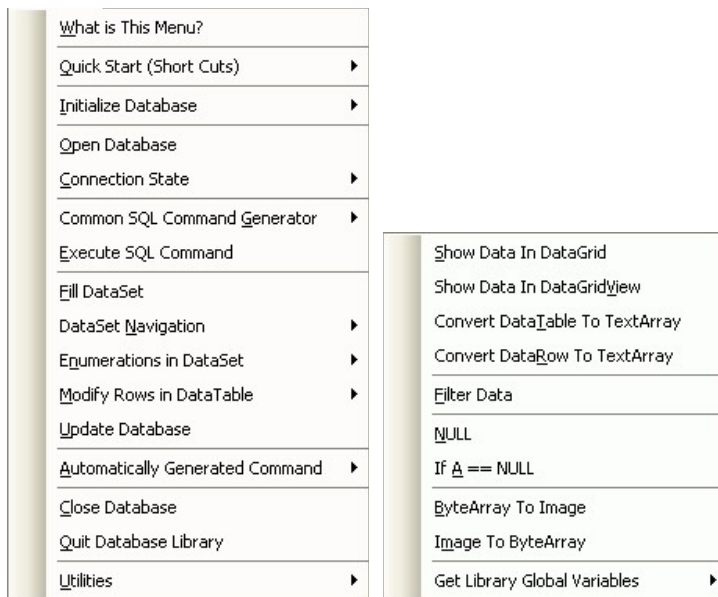 What is This Menu?
Quick Start (Short Cuts)
Initialize Database
Open Database
Connection State
Common SQL Command Generator
Execute SQL Command
Fill DataSet
DataSet Navigation
Enumerations in DataSet
Modify Rows in DataTable
Update Database
Automatically Generated Command
Close Database
Quit Database Library
Utilities
Show Data In DataGrid
Show Data In DataGridView
Convert DataTable To TextArray
Convert DataRow To TextArray
Filter Data
NULL
If A == NULL
ByteArray To Image
Image To ByteArray
Get Library Global Variables